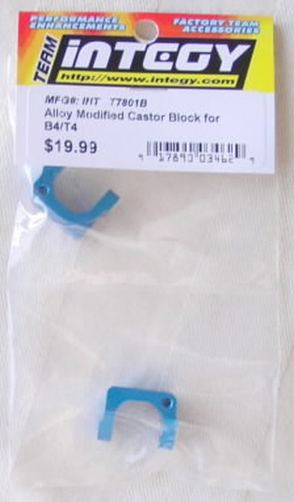 PERFORMANCE FACTORY TEAM
ENHANCEMENTS ACCESSORIES
TEAM
iNTEGY
http://www.integy.com
MFG#: IHT T7801B
Alloy Modified Castor Block for
B4/T4
$19.99